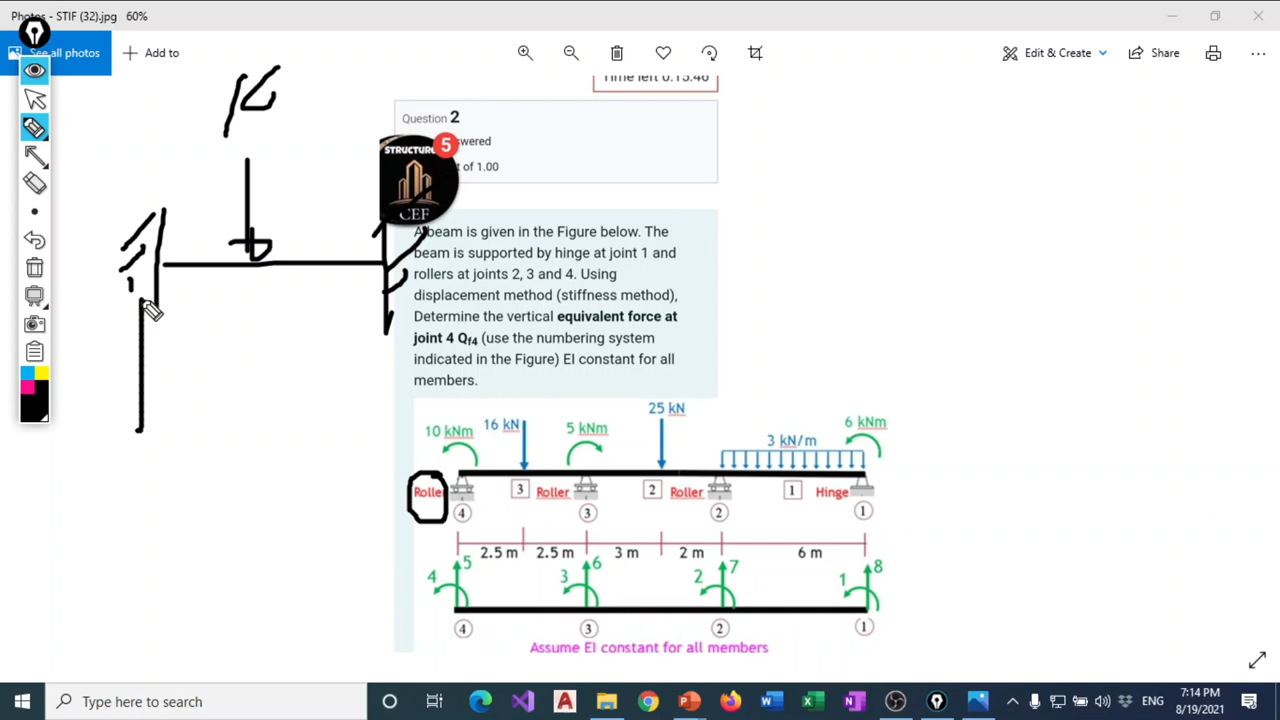 Photos - STIF (32).jpg 60%
See all photos
Add to
Edit & Create
Share
Time left 0:15:46
Question 2
swered
t of 1.00
STRUCTURE
5
CEF
16
A beam is given in the Figure below. The
beam is supported by hinge at joint 1 and
rollers at joints 2, 3 and 4. Using
displacement method (stiffness method),
Determine the vertical equivalent force at
joint 4 Qf4 (use the numbering system
indicated in the Figure) EI constant for all
members.
10 kNm 16 kN 5 kNm 25 kN 3 kN/m 6 kNm
Roller 3 Roller 2 Roller 1 Hinge
4 3 2 1
2.5 m 2.5 m 3 m 2 m 6 m
4 5 3 6 2 7 1 8
4 3 2 1
Assume EI constant for all members
Type here to search
ENG
7:14 PM
8/19/2021